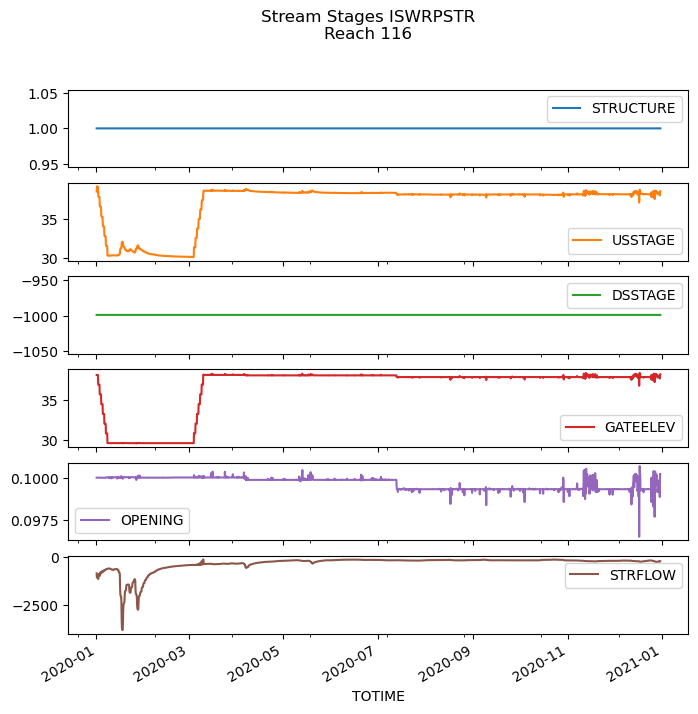 Stream Stages ISWRPSTR
Reach 116
1.05
1.00
0.95
STRUCTURE
35
30
USSTAGE
−950
−1000
−1050
DSSTAGE
35
30
GATEELEV
0.1000
0.0975
OPENING
0
−2500
STRFLOW
2020-01
2020-03
2020-05
2020-07
2020-09
2020-11
2021-01
TOTIME